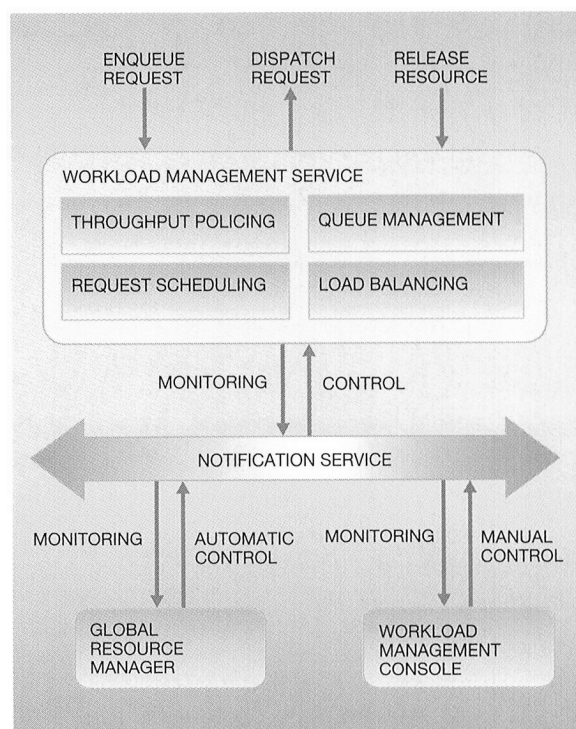 ENQUEUE
REQUEST
DISPATCH
REQUEST
RELEASE
RESOURCE
WORKLOAD MANAGEMENT SERVICE
THROUGHPUT POLICING
QUEUE MANAGEMENT
REQUEST SCHEDULING
LOAD BALANCING
MONITORING
CONTROL
NOTIFICATION SERVICE
MONITORING
AUTOMATIC
CONTROL
MONITORING
MANUAL
CONTROL
GLOBAL
RESOURCE
MANAGER
WORKLOAD
MANAGEMENT
CONSOLE